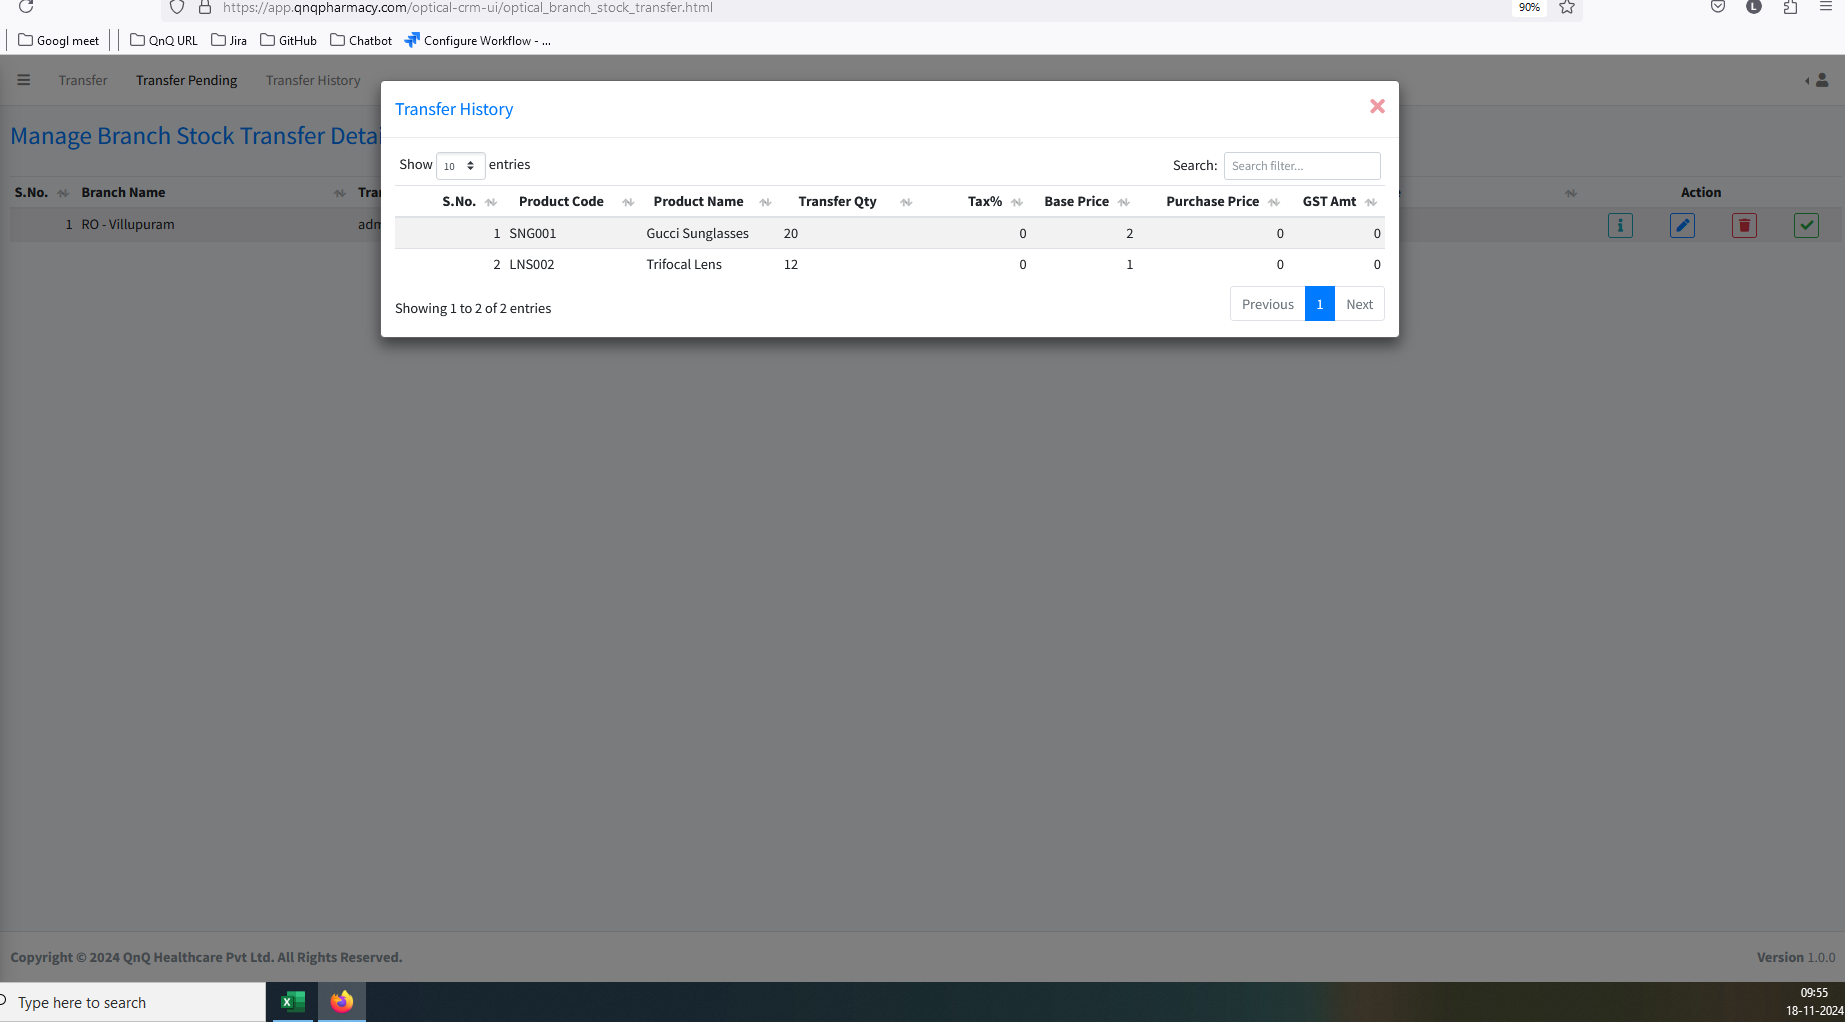 https://app.qnqpharmacy.com/optical-crm-ui/optical_branch_stock_transfer.html
90%
L
Googl meet
QnQ URL
Jira
GitHub
Chatbot
Configure Workflow - ...
Transfer
Transfer Pending
Transfer History
Transfer History
Manage Branch Stock Transfer Detai
Show 10 entries
Search: Search filter...
S.No. Branch Name Tra Action
S.No. Product Code Product Name Transfer Qty Tax% Base Price Purchase Price GST Amt
1 RO - Villupuram adm
1 SNG001 Gucci Sunglasses 20 0 2 0 0
2 LNS002 Trifocal Lens 12 0 1 0 0
Showing 1 to 2 of 2 entries
Previous 1 Next
Copyright © 2024 QnQ Healthcare Pvt Ltd. All Rights Reserved.
Version 1.0.0
Type here to search
09:55
18-11-2024